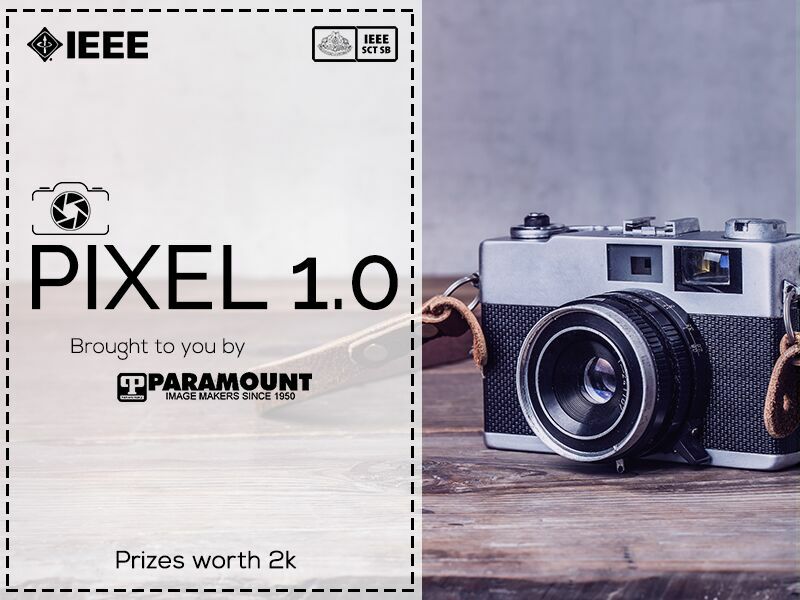 IEEE
IEEE
SCT SB
PIXEL 1.0
Brought to you by
PARAMOUNT
IMAGE MAKERS SINCE 1950
Prizes worth 2k